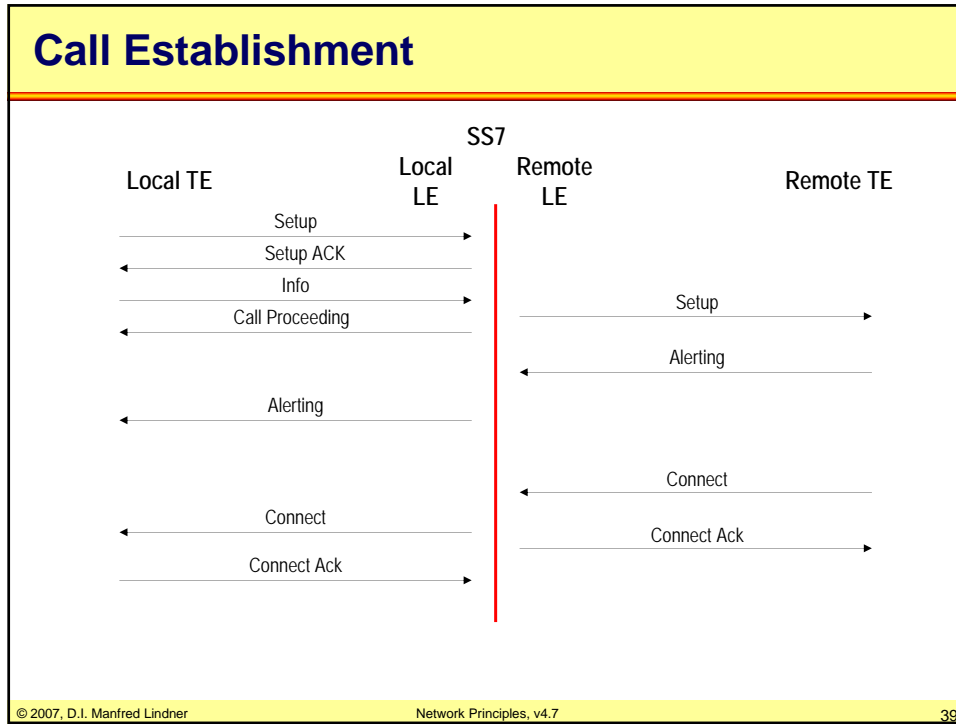 Call Establishment
SS7
Local TE
Local
LE
Remote
LE
Remote TE
Setup
Setup ACK
Info
Setup
Call Proceeding
Alerting
Alerting
Connect
Connect
Connect Ack
Connect Ack
© 2007, D.I. Manfred Lindner
Network Principles, v4.7
39